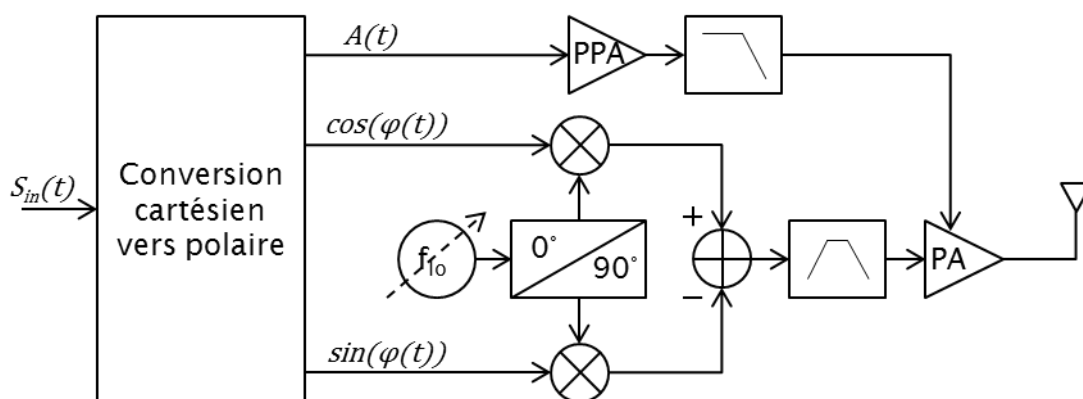 A(t)
PPA
cos(φ(t))
S_in(t)
Conversion
cartésien
vers polaire
f_lo
0°
90°
+
−
PA
sin(φ(t))